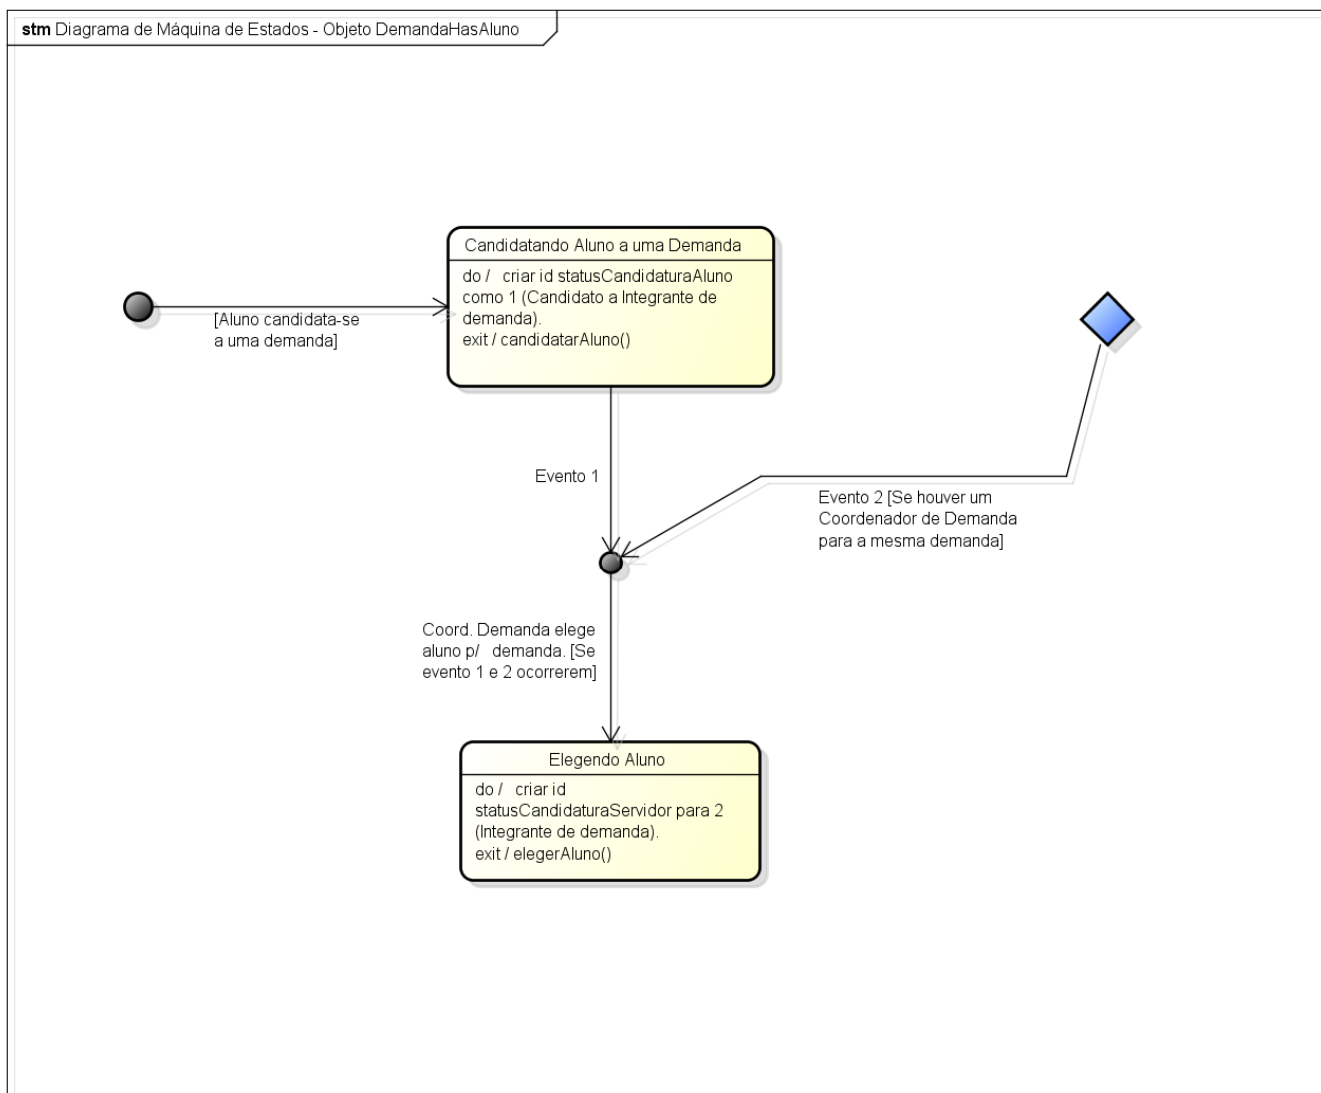 stm Diagrama de Máquina de Estados - Objeto DemandaHasAluno
Candidatando Aluno a uma Demanda
do / criar id statusCandidaturaAluno
como 1 (Candidato a Integrante de
demanda).
exit / candidatarAluno()
[Aluno candidata-se
a uma demanda]
Evento 1
Evento 2 [Se houver um
Coordenador de Demanda
para a mesma demanda]
Coord. Demanda elege
aluno p/ demanda. [Se
evento 1 e 2 ocorrerem]
Elegendo Aluno
do / criar id
statusCandidaturaServidor para 2
(Integrante de demanda).
exit / elegerAluno()